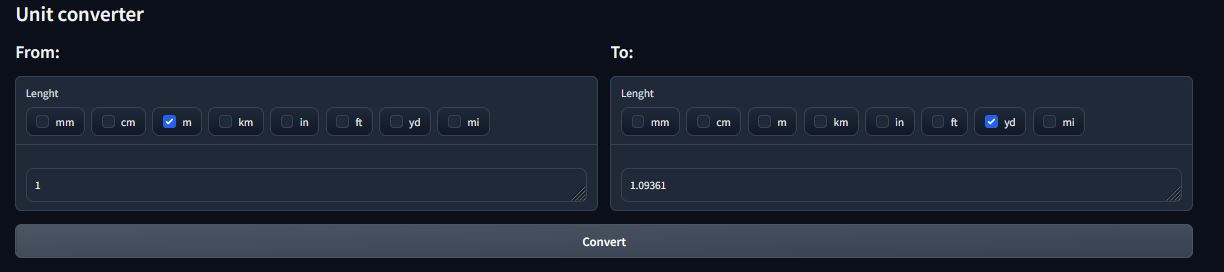 Unit converter
From: To:
Lenght Lenght
mm cm m km in ft yd mi mm cm m km in ft yd mi
1 1.09361
Convert